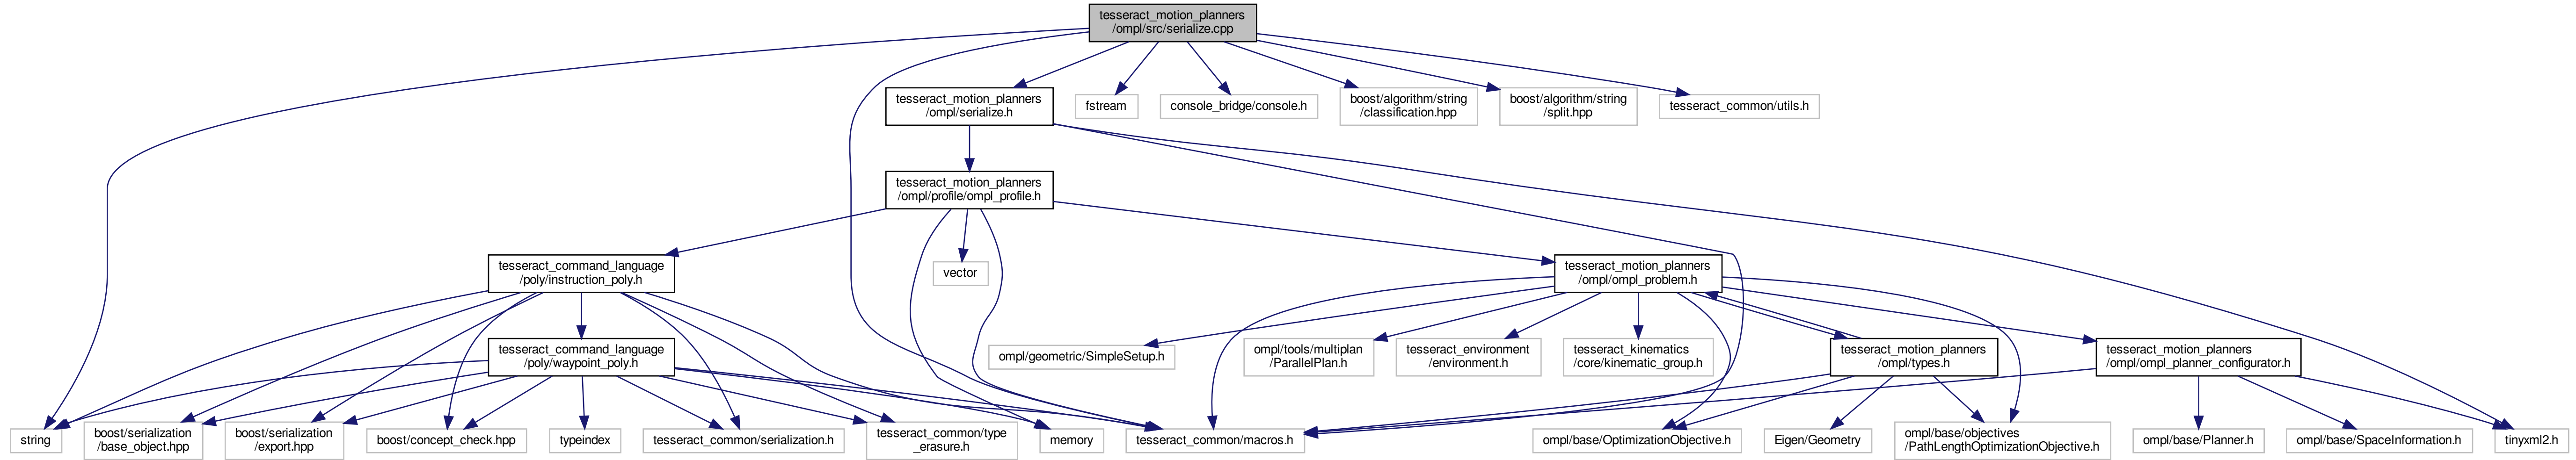 tesseract_motion_planners
/ompl/src/serialize.cpp
tesseract_motion_planners
/ompl/serialize.h
fstream
console_bridge/console.h
boost/algorithm/string
/classification.hpp
boost/algorithm/string
/split.hpp
tesseract_common/utils.h
tesseract_motion_planners
/ompl/profile/ompl_profile.h
tesseract_command_language
/poly/instruction_poly.h
vector
tesseract_motion_planners
/ompl/ompl_problem.h
tesseract_command_language
/poly/waypoint_poly.h
ompl/geometric/SimpleSetup.h
ompl/tools/multiplan
/ParallelPlan.h
tesseract_environment
/environment.h
tesseract_kinematics
/core/kinematic_group.h
tesseract_motion_planners
/ompl/types.h
tesseract_motion_planners
/ompl/ompl_planner_configurator.h
string
boost/serialization
/base_object.hpp
boost/serialization
/export.hpp
boost/concept_check.hpp
typeindex
tesseract_common/serialization.h
tesseract_common/type
_erasure.h
memory
tesseract_common/macros.h
ompl/base/OptimizationObjective.h
Eigen/Geometry
ompl/base/objectives
/PathLengthOptimizationObjective.h
ompl/base/Planner.h
ompl/base/SpaceInformation.h
tinyxml2.h